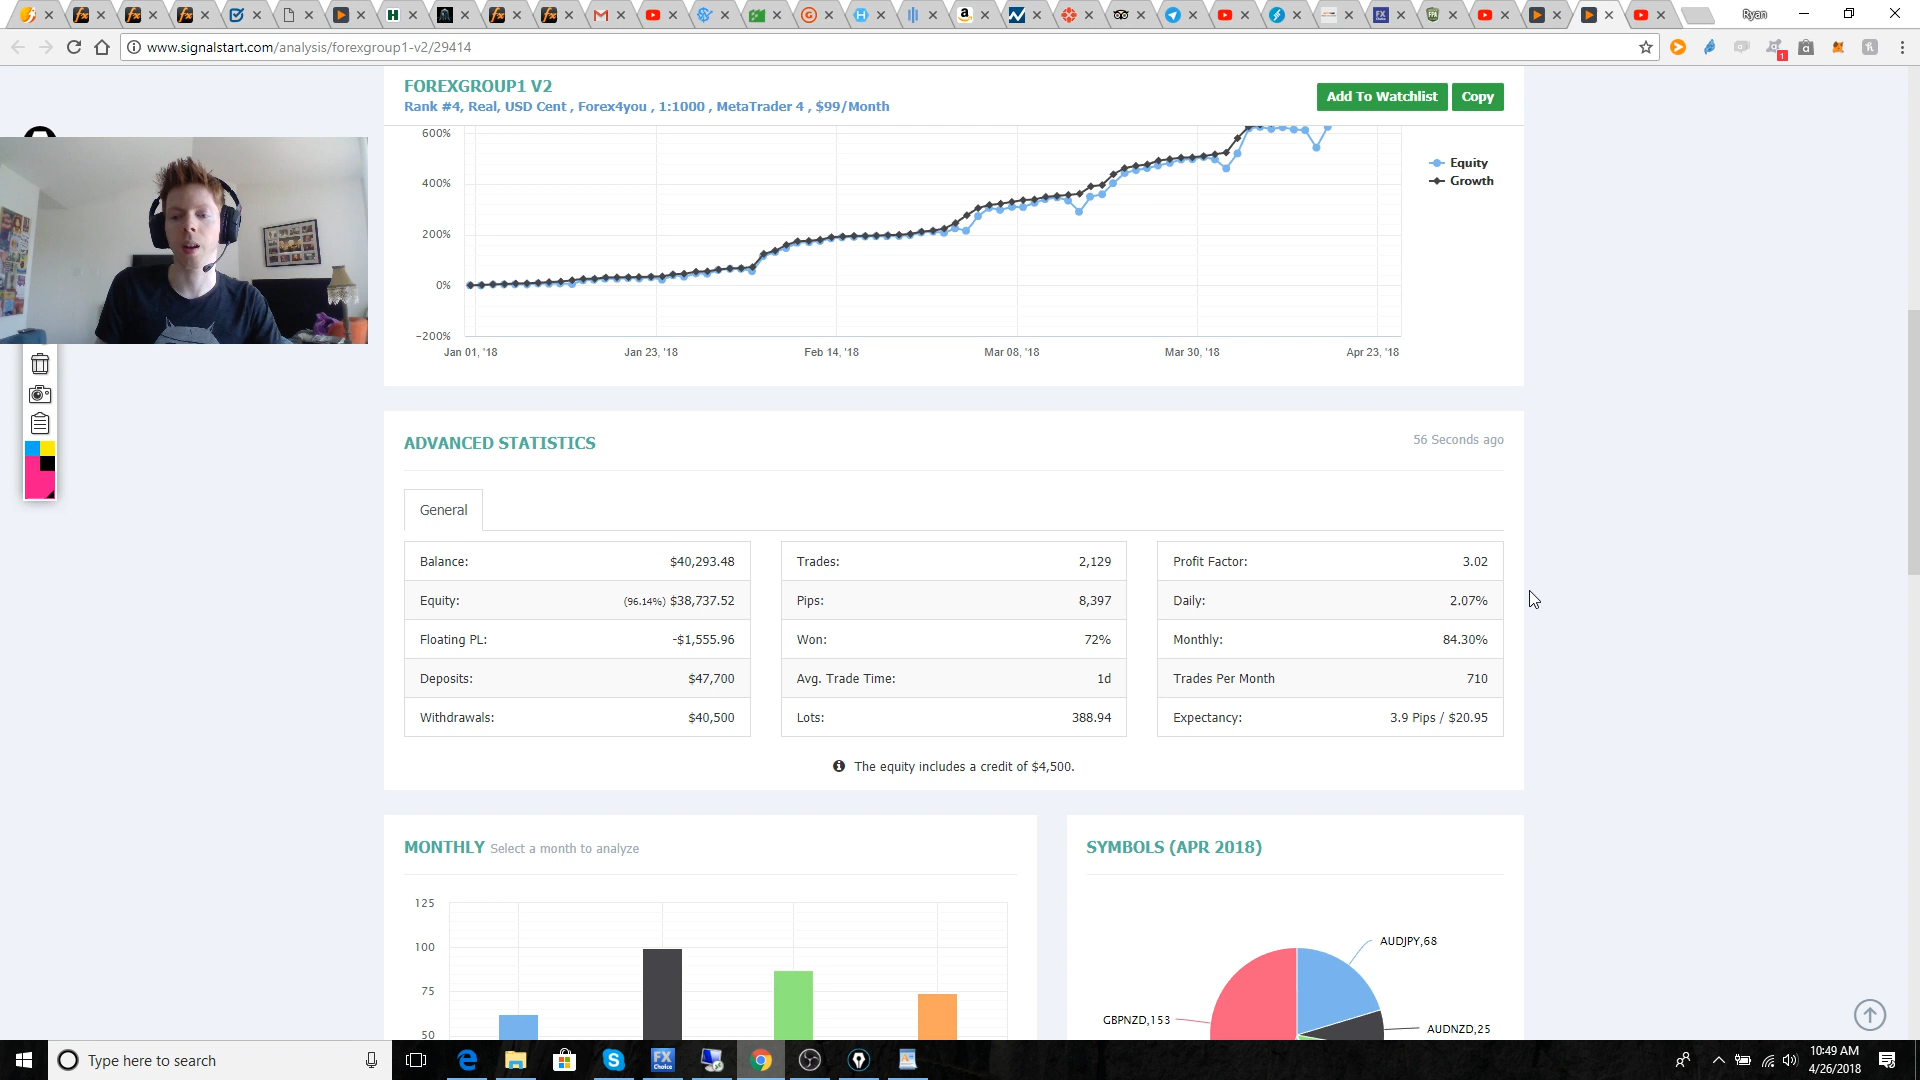 Ryan
www.signalstart.com/analysis/forexgroup1-v2/29414
1
FOREXGROUP1 V2
Rank #4, Real, USD Cent , Forex4you , 1:1000 , MetaTrader 4 , $99/Month
Add To Watchlist
Copy
600%
400%
200%
0%
-200%
Jan 01, '18
Jan 23, '18
Feb 14, '18
Mar 08, '18
Mar 30, '18
Apr 23, '18
Equity
Growth
ADVANCED STATISTICS
56 Seconds ago
General
Balance: $40,293.48
Equity: (96.14%) $38,737.52
Floating PL: -$1,555.96
Deposits: $47,700
Withdrawals: $40,500
Trades: 2,129
Pips: 8,397
Won: 72%
Avg. Trade Time: 1d
Lots: 388.94
Profit Factor: 3.02
Daily: 2.07%
Monthly: 84.30%
Trades Per Month 710
Expectancy: 3.9 Pips / $20.95
The equity includes a credit of $4,500.
MONTHLY Select a month to analyze
125
100
75
50
SYMBOLS (APR 2018)
AUDJPY,68
GBPNZD,153
AUDNZD,25
Type here to search
FX
Choice
10:49 AM
4/26/2018